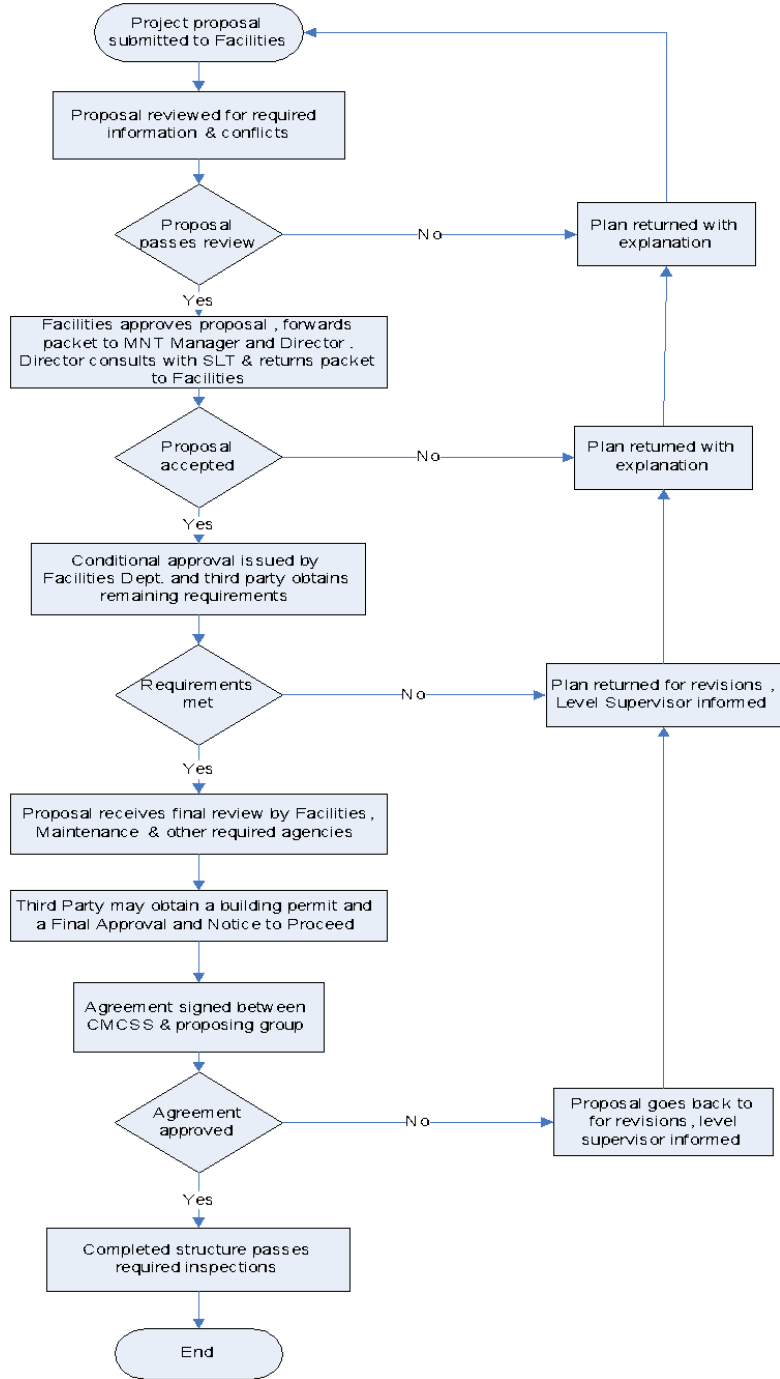 Project proposal
submitted to Facilities
Proposal reviewed for required
information & conflicts
Proposal
passes review
No
Plan returned with
explanation
Yes
Facilities approves proposal , forwards
packet to MNT Manager and Director .
Director consults with SLT & returns packet
to Facilities
Proposal
accepted
No
Plan returned with
explanation
Yes
Conditional approval issued by
Facilities Dept. and third party obtains
remaining requirements
Requirements
met
No
Plan returned for revisions ,
Level Supervisor informed
Yes
Proposal receives final review by Facilities ,
Maintenance & other required agencies
Third Party may obtain a building permit and
a Final Approval and Notice to Proceed
Agreement signed between
CMCSS & proposing group
Agreement
approved
No
Proposal goes back to
for revisions , level
supervisor informed
Yes
Completed structure passes
required inspections
End